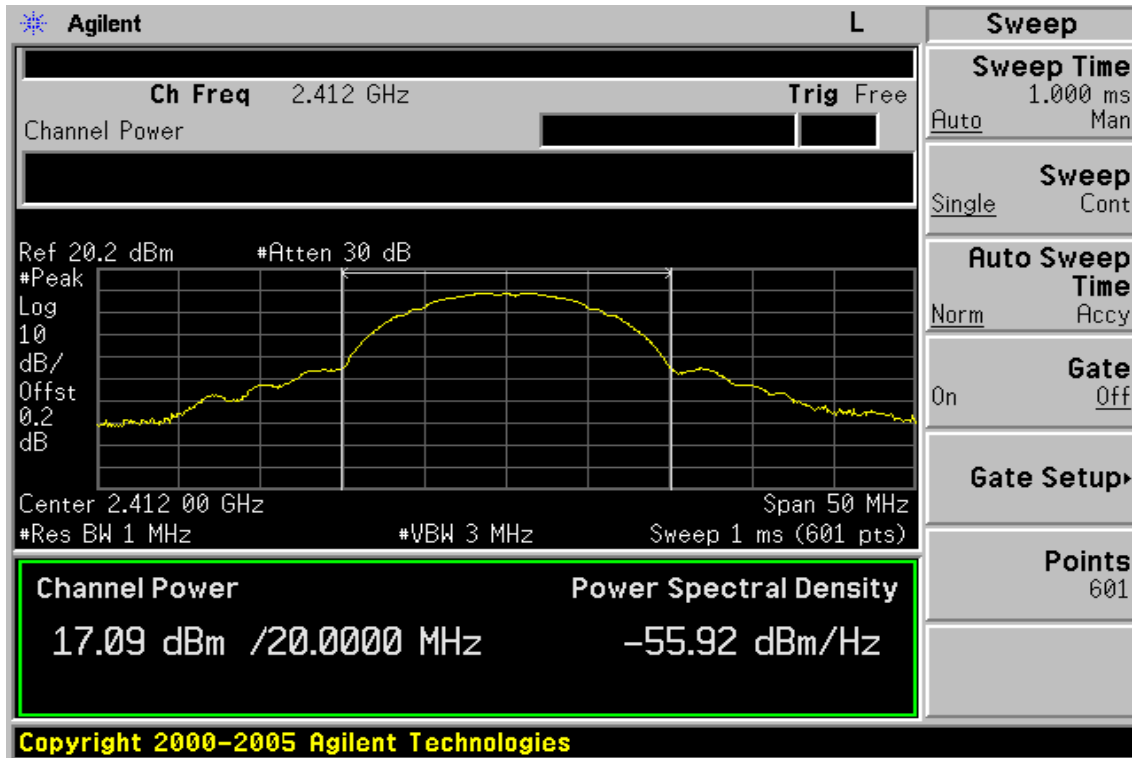 Agilent L
Ch Freq 2.412 GHz Trig Free
Channel Power
Ref 20.2 dBm #Atten 30 dB
#Peak
Log
10
dB/
Offst
0.2
dB
Center 2.412 00 GHz Span 50 MHz
#Res BW 1 MHz #VBW 3 MHz Sweep 1 ms (601 pts)
Channel Power Power Spectral Density
17.09 dBm /20.0000 MHz -55.92 dBm/Hz
Copyright 2000-2005 Agilent Technologies
Sweep
Sweep Time
1.000 ms
Auto Man
Sweep
Single Cont
Auto Sweep
Time
Norm Accy
Gate
On Off
Gate Setup
Points
601